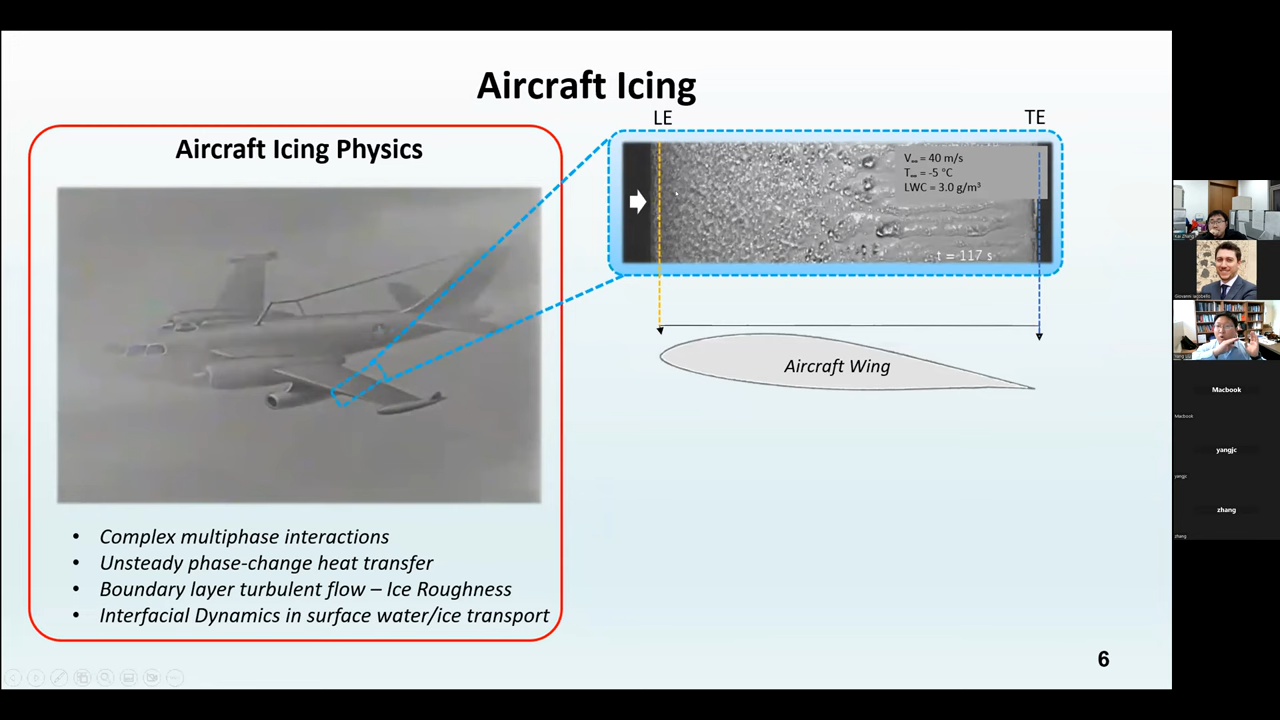 Aircraft Icing
LE
TE
Aircraft Icing Physics
V∞ = 40 m/s
T∞ = -5 °C
LWC = 3.0 g/m³
t = 117 s
Aircraft Wing
• Complex multiphase interactions
• Unsteady phase-change heat transfer
• Boundary layer turbulent flow – Ice Roughness
• Interfacial Dynamics in surface water/ice transport
6
Kai Zhang
Macbook
Macbook
yangjc
yangjc
zhang
zhang